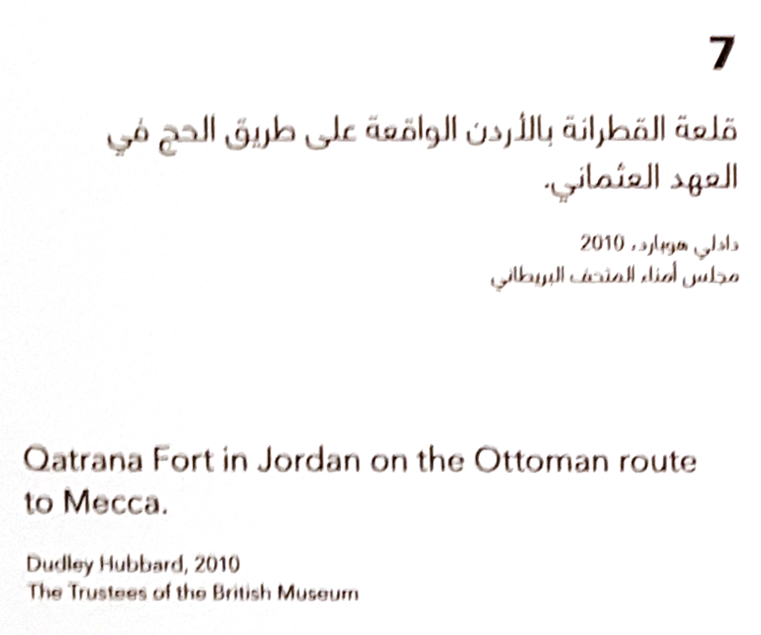 7
قلعة القطرانة بالأردن الواقعة على طريق الحج في
العهد العثماني.
دادلي هوبارد، 2010
مجلس أمناء المتحف البريطاني
Qatrana Fort in Jordan on the Ottoman route
to Mecca.
Dudley Hubbard, 2010
The Trustees of the British Museum